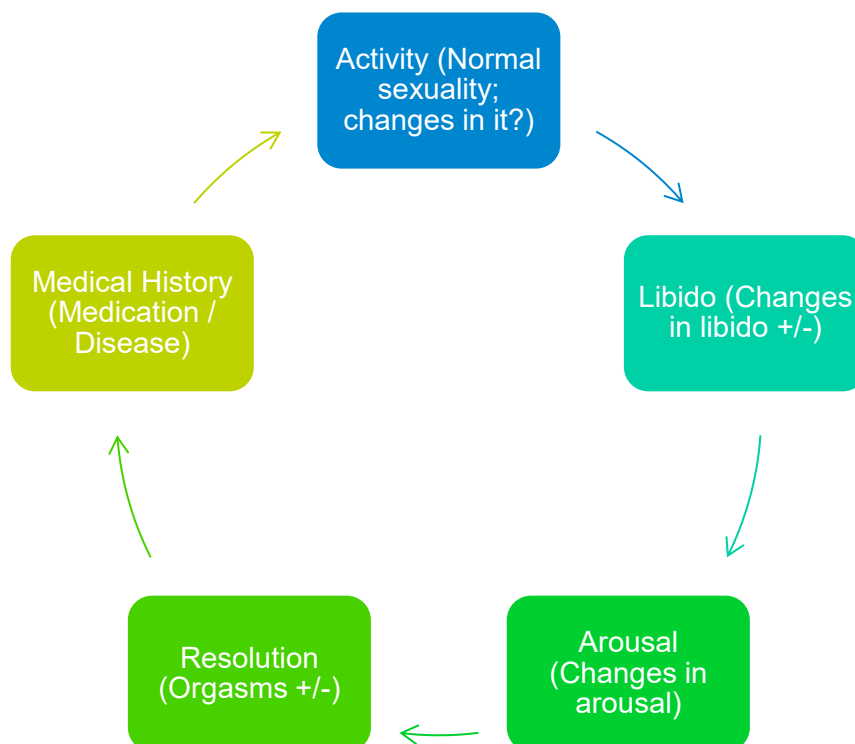 Activity (Normal
sexuality;
changes in it?)
Libido (Changes
in libido +/-)
Arousal
(Changes in
arousal)
Resolution
(Orgasms +/-)
Medical History
(Medication /
Disease)